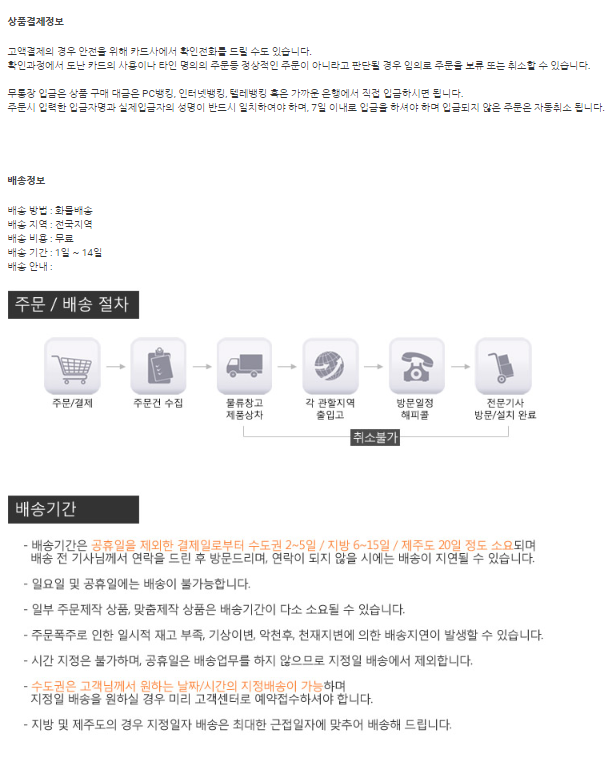 상품결제정보
고액결제의 경우 안전을 위해 카드사에서 확인전화를 드릴 수도 있습니다.
확인과정에서 도난 카드의 사용이나 타인 명의의 주문등 정상적인 주문이 아니라고 판단될 경우 임의로 주문을 보류 또는 취소할 수 있습니다.
무통장 입금은 상품 구매 대금은 PC뱅킹, 인터넷뱅킹, 텔레뱅킹 혹은 가까운 은행에서 직접 입금하시면 됩니다.
주문시 입력한 입금자명과 실제입금자의 성명이 반드시 일치하여야 하며, 7일 이내로 입금을 하셔야 하며 입금되지 않은 주문은 자동취소 됩니다.
배송정보
배송 방법 : 화물배송
배송 지역 : 전국지역
배송 비용 : 무료
배송 기간 : 1일 ~ 14일
배송 안내 :
주문 / 배송 절차
주문/결제
주문건 수집
물류창고
제품상차
각 관할지역
출입고
방문일정
해피콜
전문기사
방문/설치 완료
취소불가
배송기간
- 배송기간은 공휴일을 제외한 결제일로부터 수도권 2~5일 / 지방 6~15일 / 제주도 20일 정도 소요되며
배송 전 기사님께서 연락을 드린 후 방문드리며, 연락이 되지 않을 시에는 배송이 지연될 수 있습니다.
- 일요일 및 공휴일에는 배송이 불가능합니다.
- 일부 주문제작 상품, 맞춤제작 상품은 배송기간이 다소 소요될 수 있습니다.
- 주문폭주로 인한 일시적 재고 부족, 기상이변, 악천후, 천재지변에 의한 배송지연이 발생할 수 있습니다.
- 시간 지정은 불가하며, 공휴일은 배송업무를 하지 않으므로 지정일 배송에서 제외합니다.
- 수도권은 고객님께서 원하는 날짜/시간의 지정배송이 가능하며
지정일 배송을 원하실 경우 미리 고객센터로 예약접수하셔야 합니다.
- 지방 및 제주도의 경우 지정일자 배송은 최대한 근접일자에 맞추어 배송해 드립니다.